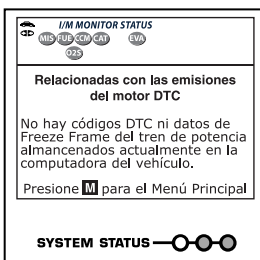 I/M MONITOR STATUS
MIS FUE CCM CAT EVA
O2S
Relacionadas con las emisiones
del motor DTC
No hay códigos DTC ni datos de
Freeze Frame del tren de potencia
almancenados actualmente en la
computadora del vehículo.
Presione M para el Menú Principal
SYSTEM STATUS